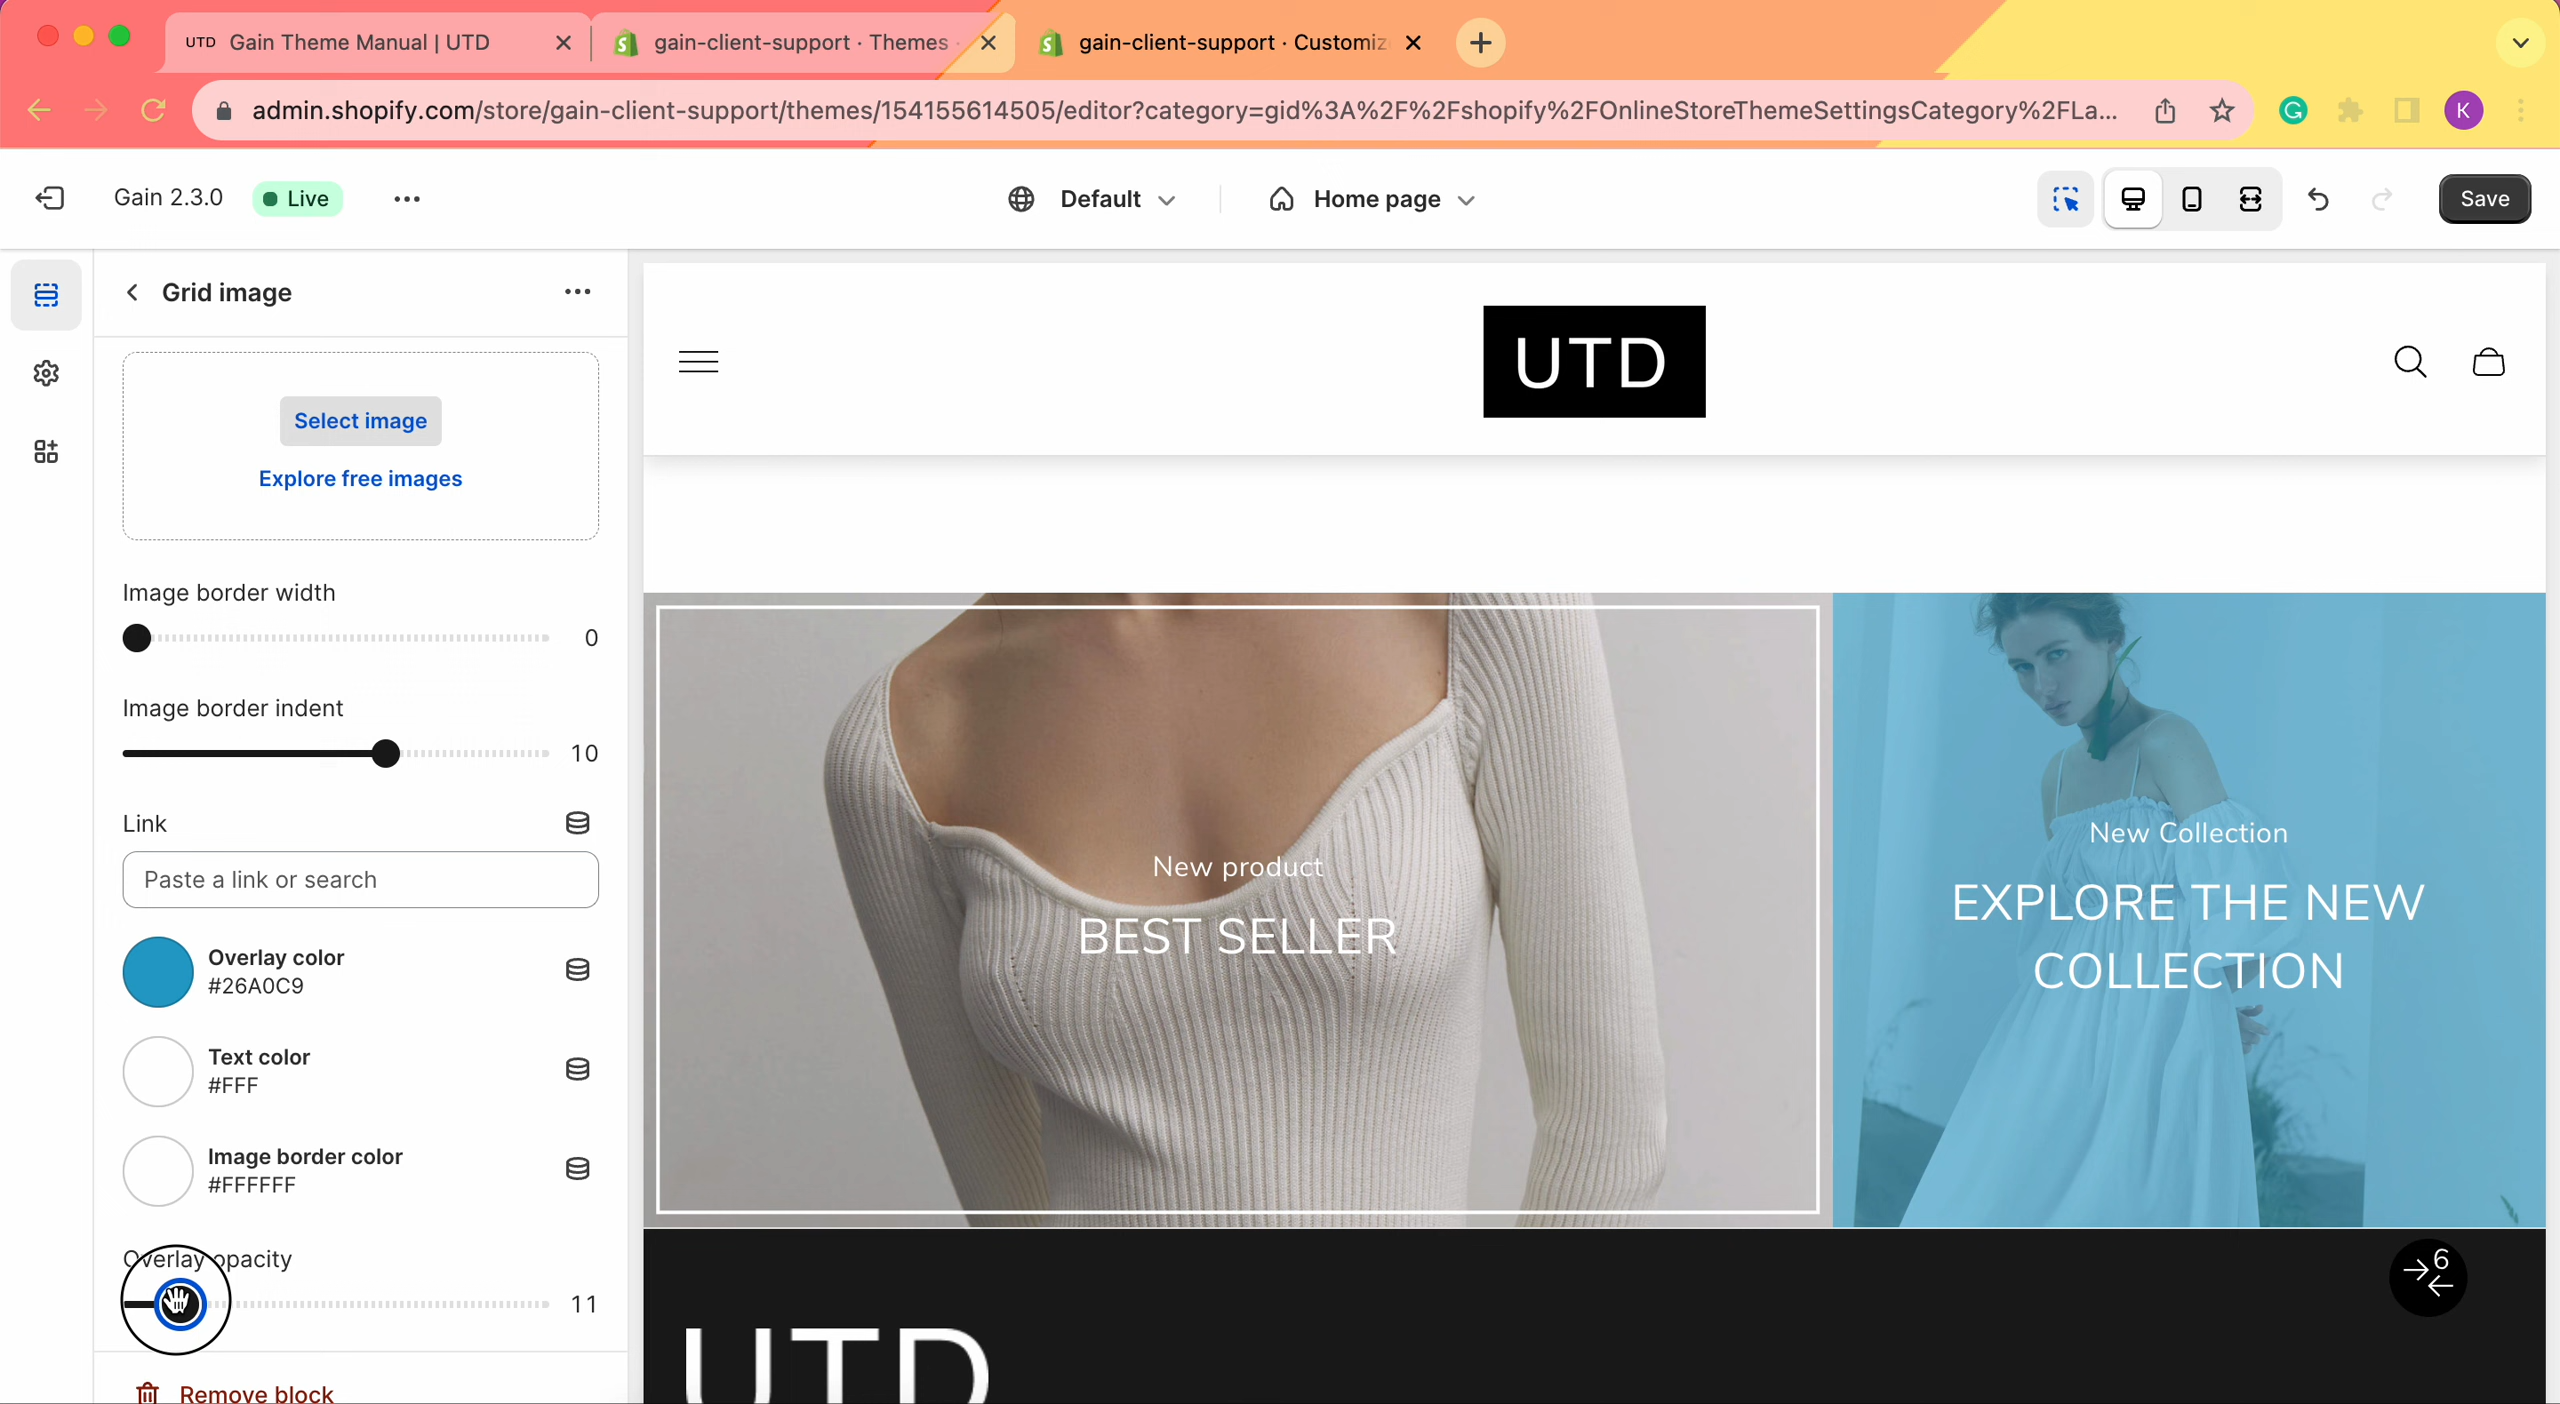 UTD Gain Theme Manual | UTD
gain-client-support · Themes ·
gain-client-support · Customiz
admin.shopify.com/store/gain-client-support/themes/154155614505/editor?category=gid%3A%2F%2Fshopify%2FOnlineStoreThemeSettingsCategory%2FLa...
K
Gain 2.3.0
Live
Default
Home page
Save
Grid image
Select image
Explore free images
Image border width
0
Image border indent
10
Link
Paste a link or search
Overlay color
#26A0C9
Text color
#FFF
Image border color
#FFFFFF
Overlay opacity
11
Remove block
UTD
New product
BEST SELLER
New Collection
EXPLORE THE NEW
COLLECTION
6
UTD